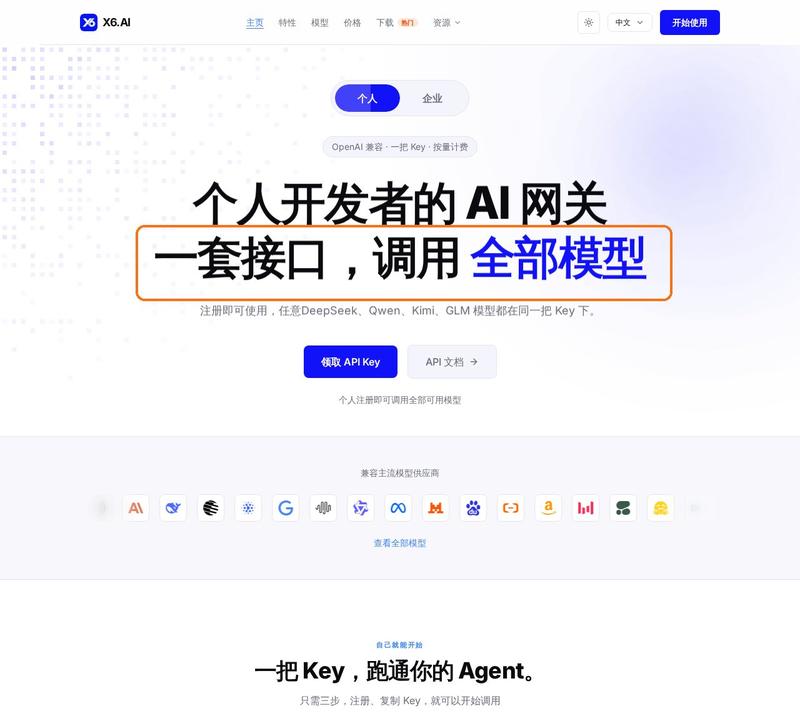 X6.AI
主页 特性 模型 价格 下载 热门 资源
中文
开始使用
个人 企业
OpenAI 兼容 · 一把 Key · 按量计费
个人开发者的 AI 网关
一套接口，调用 全部模型
注册即可使用，任意DeepSeek、Qwen、Kimi、GLM 模型都在同一把 Key 下。
领取 API Key API 文档 →
个人注册即可调用全部可用模型
兼容主流模型供应商
查看全部模型
自己就能开始
一把 Key，跑通你的 Agent。
只需三步，注册、复制 Key，就可以开始调用